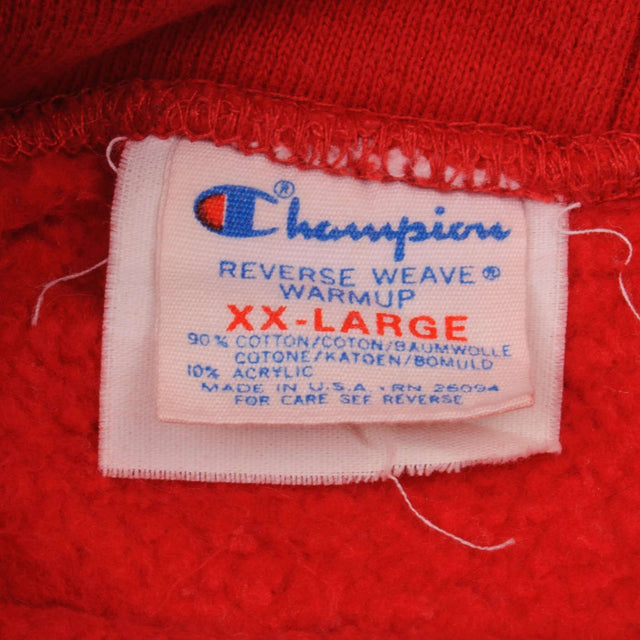 Champion®
REVERSE WEAVE®
WARMUP
XX-LARGE
90% COTTON/COTON/BAUMWOLLE
COTONE/KATOEN/BOMULD
10% ACRYLIC
MADE IN U.S.A • RN 26094
FOR CARE SEE REVERSE